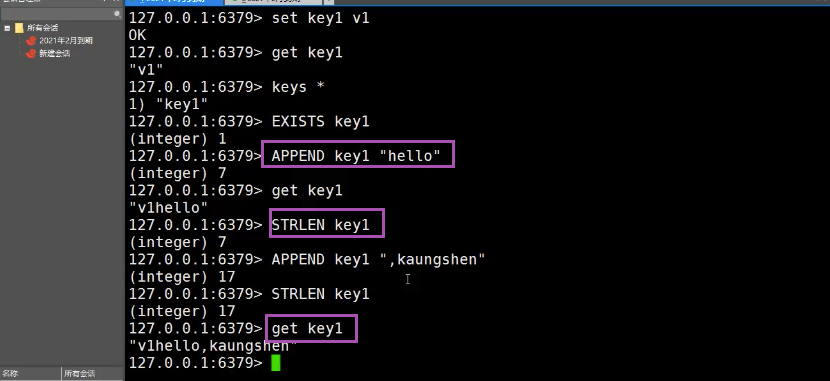 所有会话
2021年2月到期
新建会话
127.0.0.1:6379> set key1 v1
OK
127.0.0.1:6379> get key1
"v1"
127.0.0.1:6379> keys *
1) "key1"
127.0.0.1:6379> EXISTS key1
(integer) 1
127.0.0.1:6379> APPEND key1 "hello"
(integer) 7
127.0.0.1:6379> get key1
"v1hello"
127.0.0.1:6379> STRLEN key1
(integer) 7
127.0.0.1:6379> APPEND key1 ",kaungshen"
(integer) 17
127.0.0.1:6379> STRLEN key1
(integer) 17
127.0.0.1:6379> get key1
"v1hello,kaungshen"
127.0.0.1:6379>
名称 所有会话